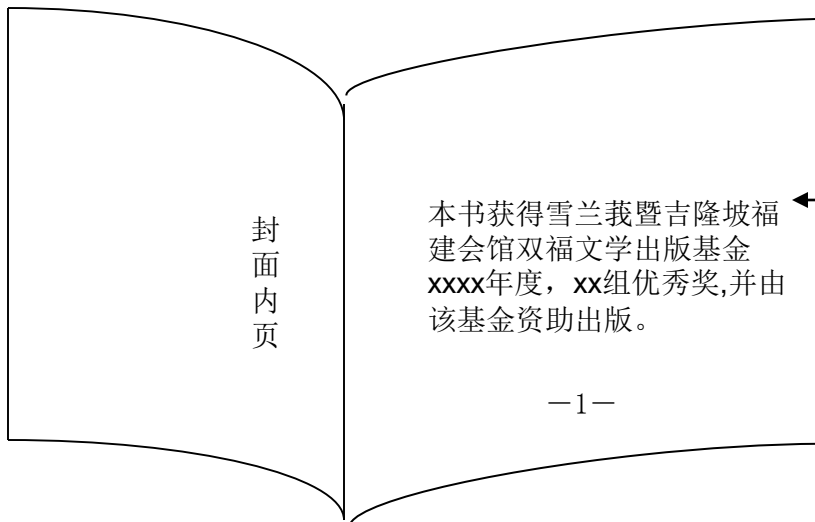 封面内页
本书获得雪兰莪暨吉隆坡福
建会馆双福文学出版基金
xxxx年度，xx组优秀奖,并由
该基金资助出版。
－1－